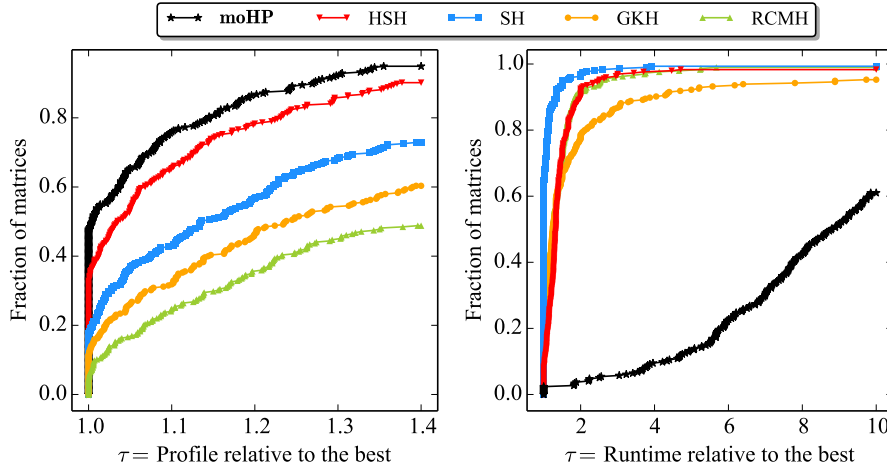 moHP HSH SH GKH RCMH
Fraction of matrices
0.8
0.6
0.4
0.2
0.0
1.0 1.1 1.2 1.3 1.4
τ = Profile relative to the best
Fraction of matrices
1.0
0.8
0.6
0.4
0.2
0.0
2 4 6 8 10
τ = Runtime relative to the best